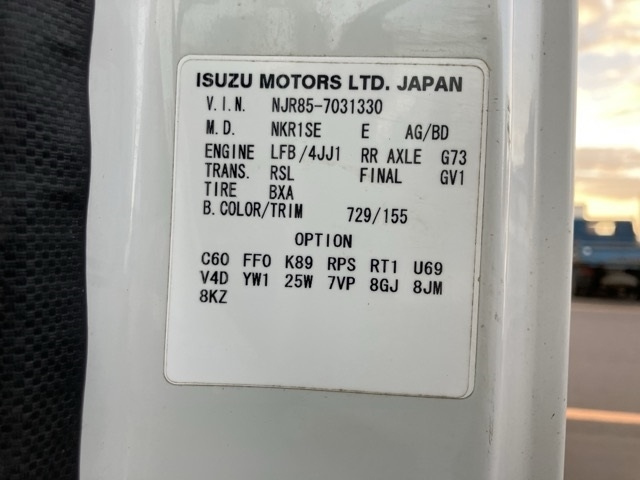 ISUZU MOTORS LTD. JAPAN
V.I.N. NJR85-7031330
M.D. NKR1SE E AG/BD
ENGINE LFB/4JJ1 RR AXLE G73
TRANS. RSL FINAL GV1
TIRE BXA
B.COLOR/TRIM 729/155
OPTION
C60 FF0 K89 RPS RT1 U69
V4D YW1 25W 7VP 8GJ 8JM
8KZ